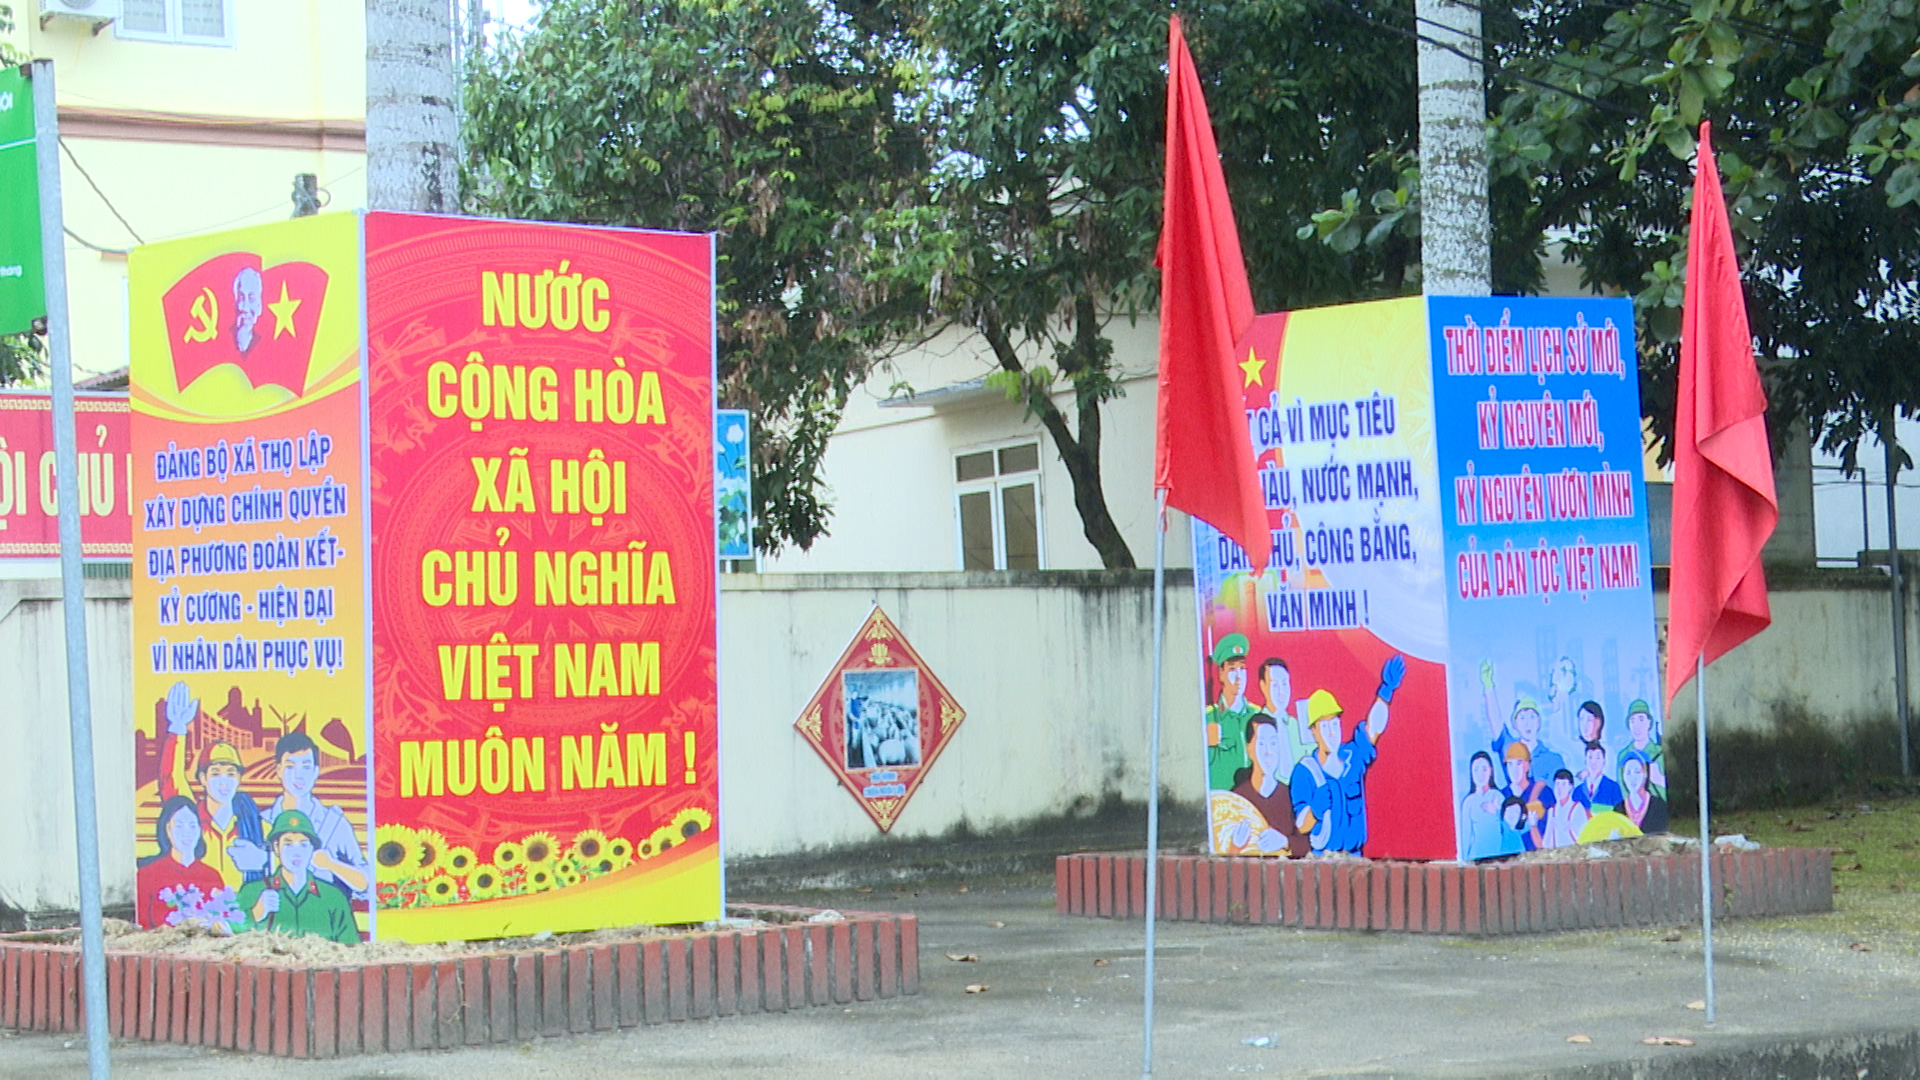 ĐẢNG BỘ XÃ THỌ LẬP
XÂY DỰNG CHÍNH QUYỀN
ĐỊA PHƯƠNG ĐOÀN KẾT-
KỶ CƯƠNG - HIỆN ĐẠI
VÌ NHÂN DÂN PHỤC VỤ!
NƯỚC
CỘNG HÒA
XÃ HỘI
CHỦ NGHĨA
VIỆT NAM
MUÔN NĂM !
CẢ VÌ MỤC TIÊU
NƯỚC MẠNH,
CÔNG BẰNG,
VĂN MINH !
THỜI ĐIỂM LỊCH SỬ MỚI,
KỶ NGUYÊN MỚI,
KỶ NGUYÊN VƯƠN MÌNH
CỦA DÂN TỘC VIỆT NAM!
CHỦ
tháng